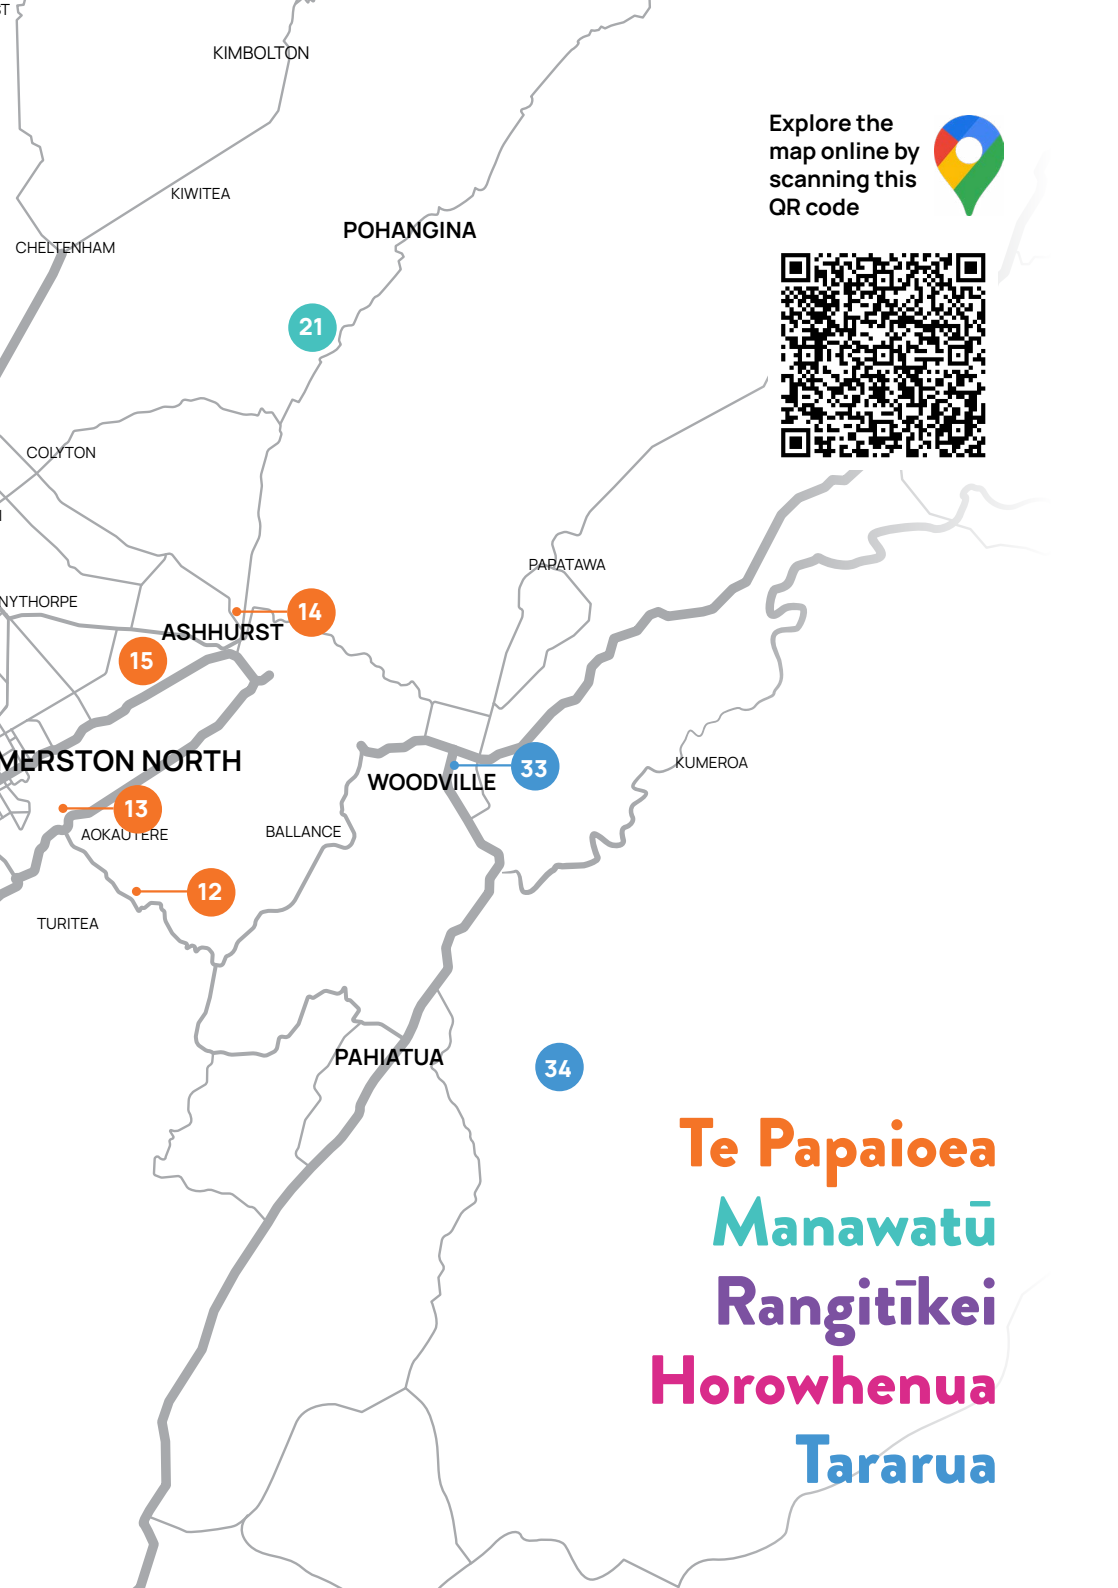 KIMBOLTON
Explore the
map online by
scanning this
QR code
KIWITEA
POHANGINA
CHELTENHAM
21
COLYTON
PAPATAWA
NYTHORPE
14
ASHHURST
15
MERSTON NORTH
KUMEROA
33
WOODVILLE
13
AOKAUTERE
BALLANCE
12
TURITEA
PAHIATUA
34
Te Papaioea
Manawatū
Rangitīkei
Horowhenua
Tararua